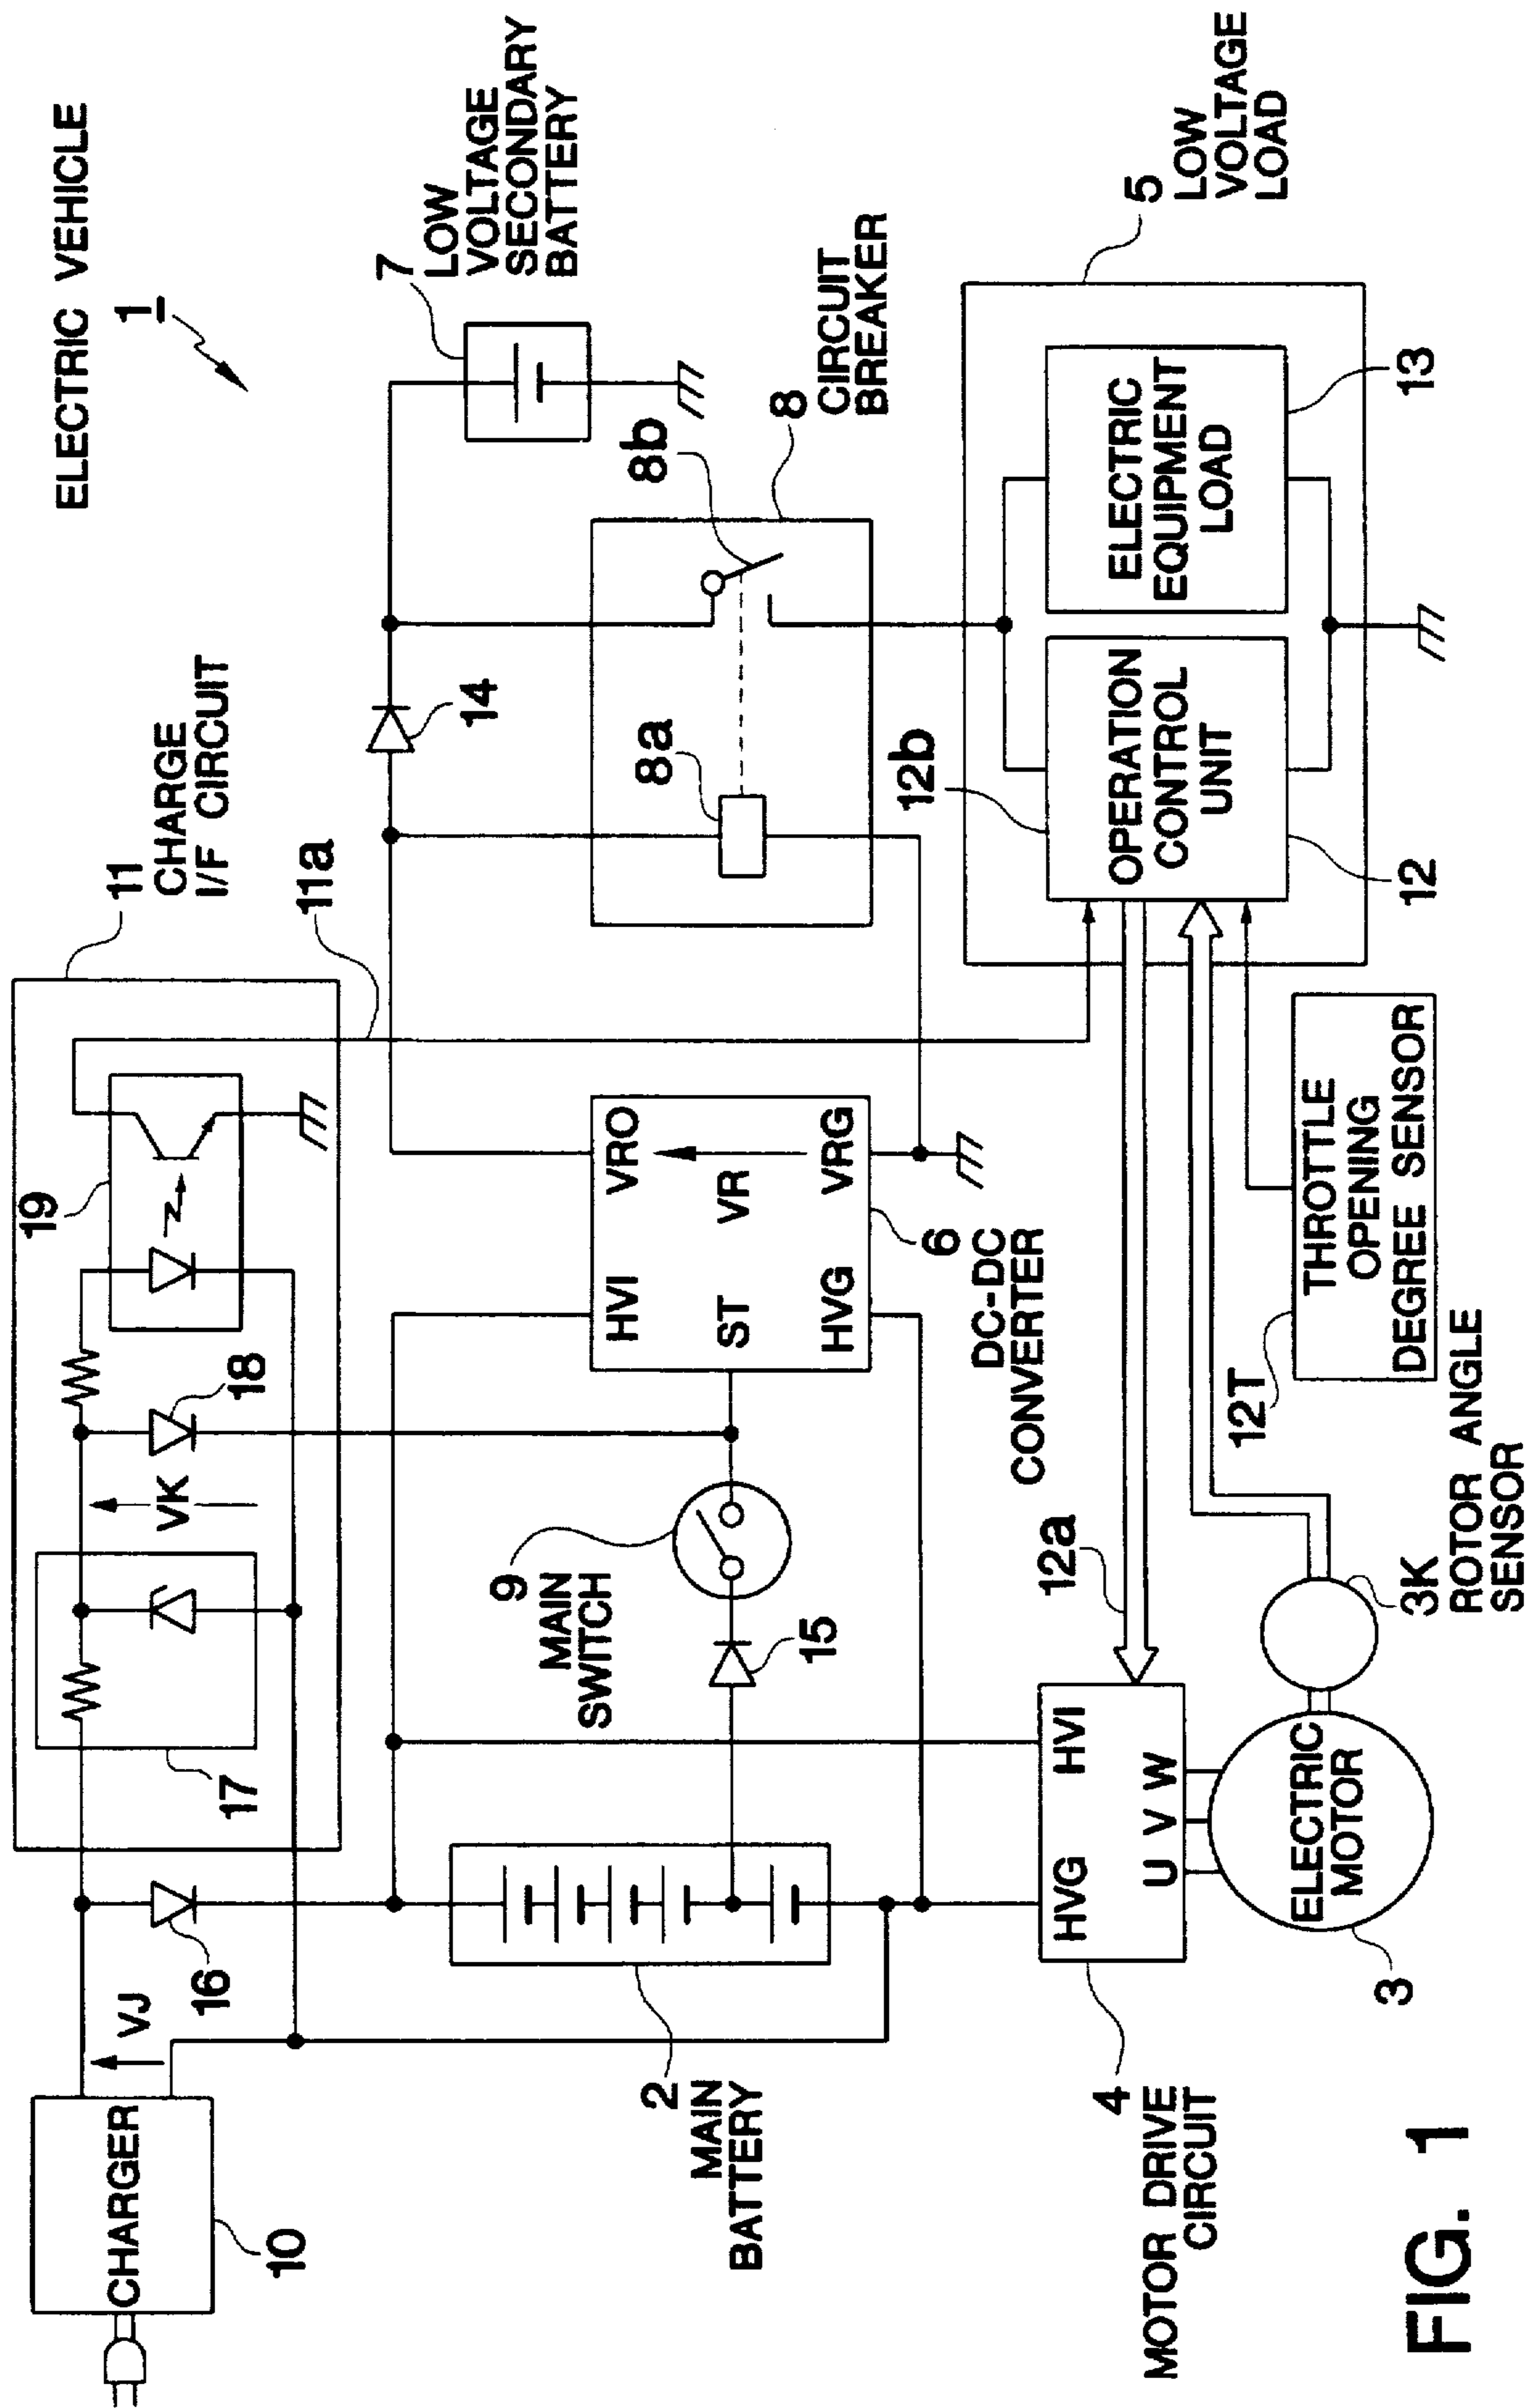 ELECTRIC VEHICLE
1
11
CHARGE
I/F CIRCUIT
11a
19
18
VK
17
16
VJ
CHARGER
10
7
LOW
VOLTAGE
SECONDARY
BATTERY
14
8
CIRCUIT
BREAKER
8b
8a
HVI
VRO
ST
VR
HVG
VRG
6
DC-DC
CONVERTER
9
MAIN
SWITCH
15
2
MAIN
BATTERY
5
LOW
VOLTAGE
LOAD
12b
OPERATION
CONTROL
UNIT
12
ELECTRIC
EQUIPMENT
LOAD
13
12a
HVG
HVI
U V W
4
MOTOR DRIVE
CIRCUIT
ELECTRIC
MOTOR
3
3K
ROTOR ANGLE
SENSOR
12T
THROTTLE
OPENING
DEGREE SENSOR
FIG. 1